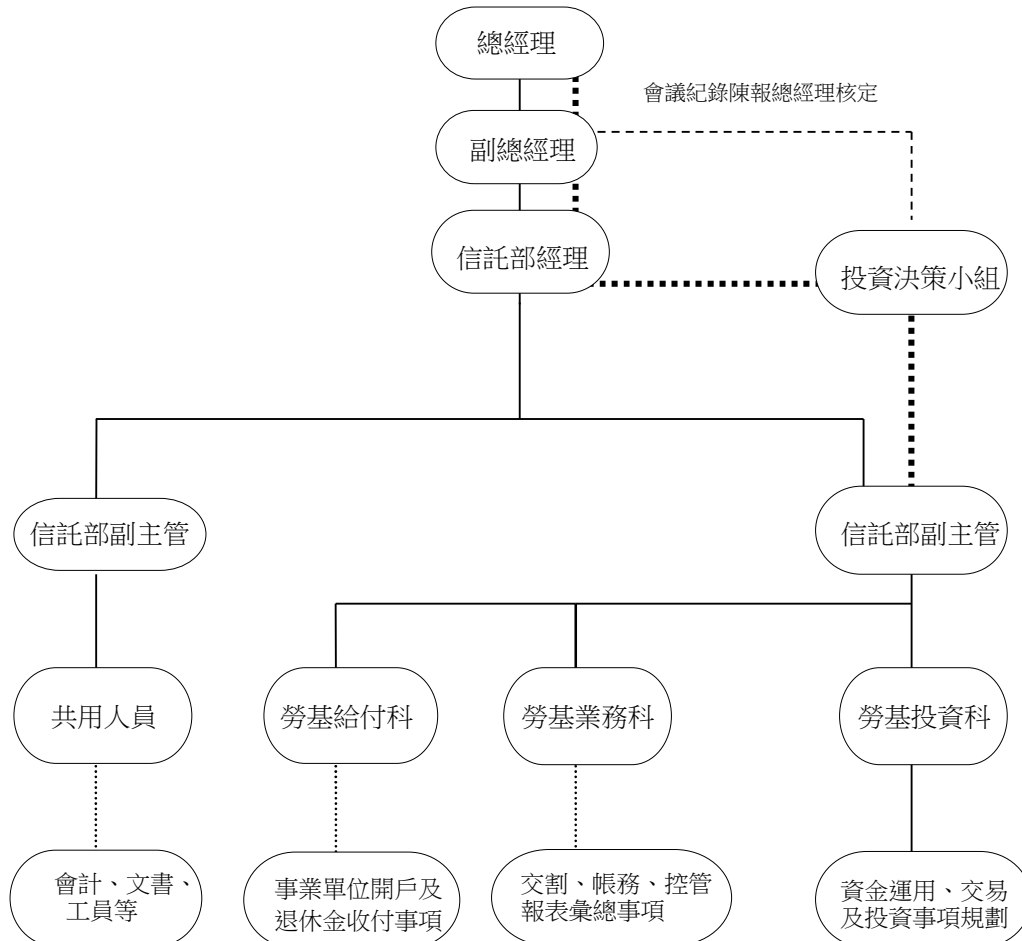 總經理
會議紀錄陳報總經理核定
副總經理
信託部經理
投資決策小組
信託部副主管
信託部副主管
共用人員
勞基給付科
勞基業務科
勞基投資科
會計、文書、
工員等
事業單位開戶及
退休金收付事項
交割、帳務、控管
報表彙總事項
資金運用、交易
及投資事項規劃